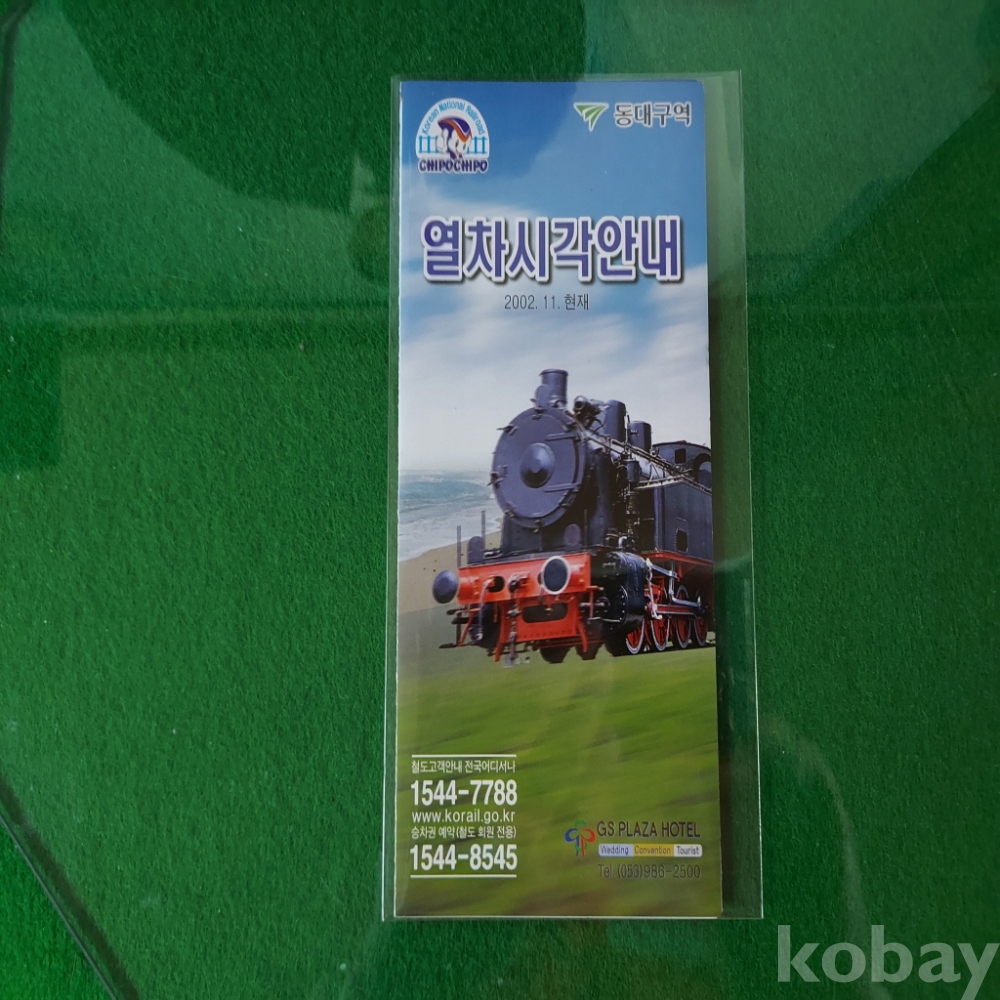 Korean National Railroad
CHIPOCHIPO
동대구역
열차시각안내
2002. 11. 현재
철도고객안내 전국어디서나
1544-7788
www.korail.go.kr
승차권 예약(철도 회원 전용)
1544-8545
GS PLAZA HOTEL
Wedding Convention Tourist
Tel (053)986-2500
kobay